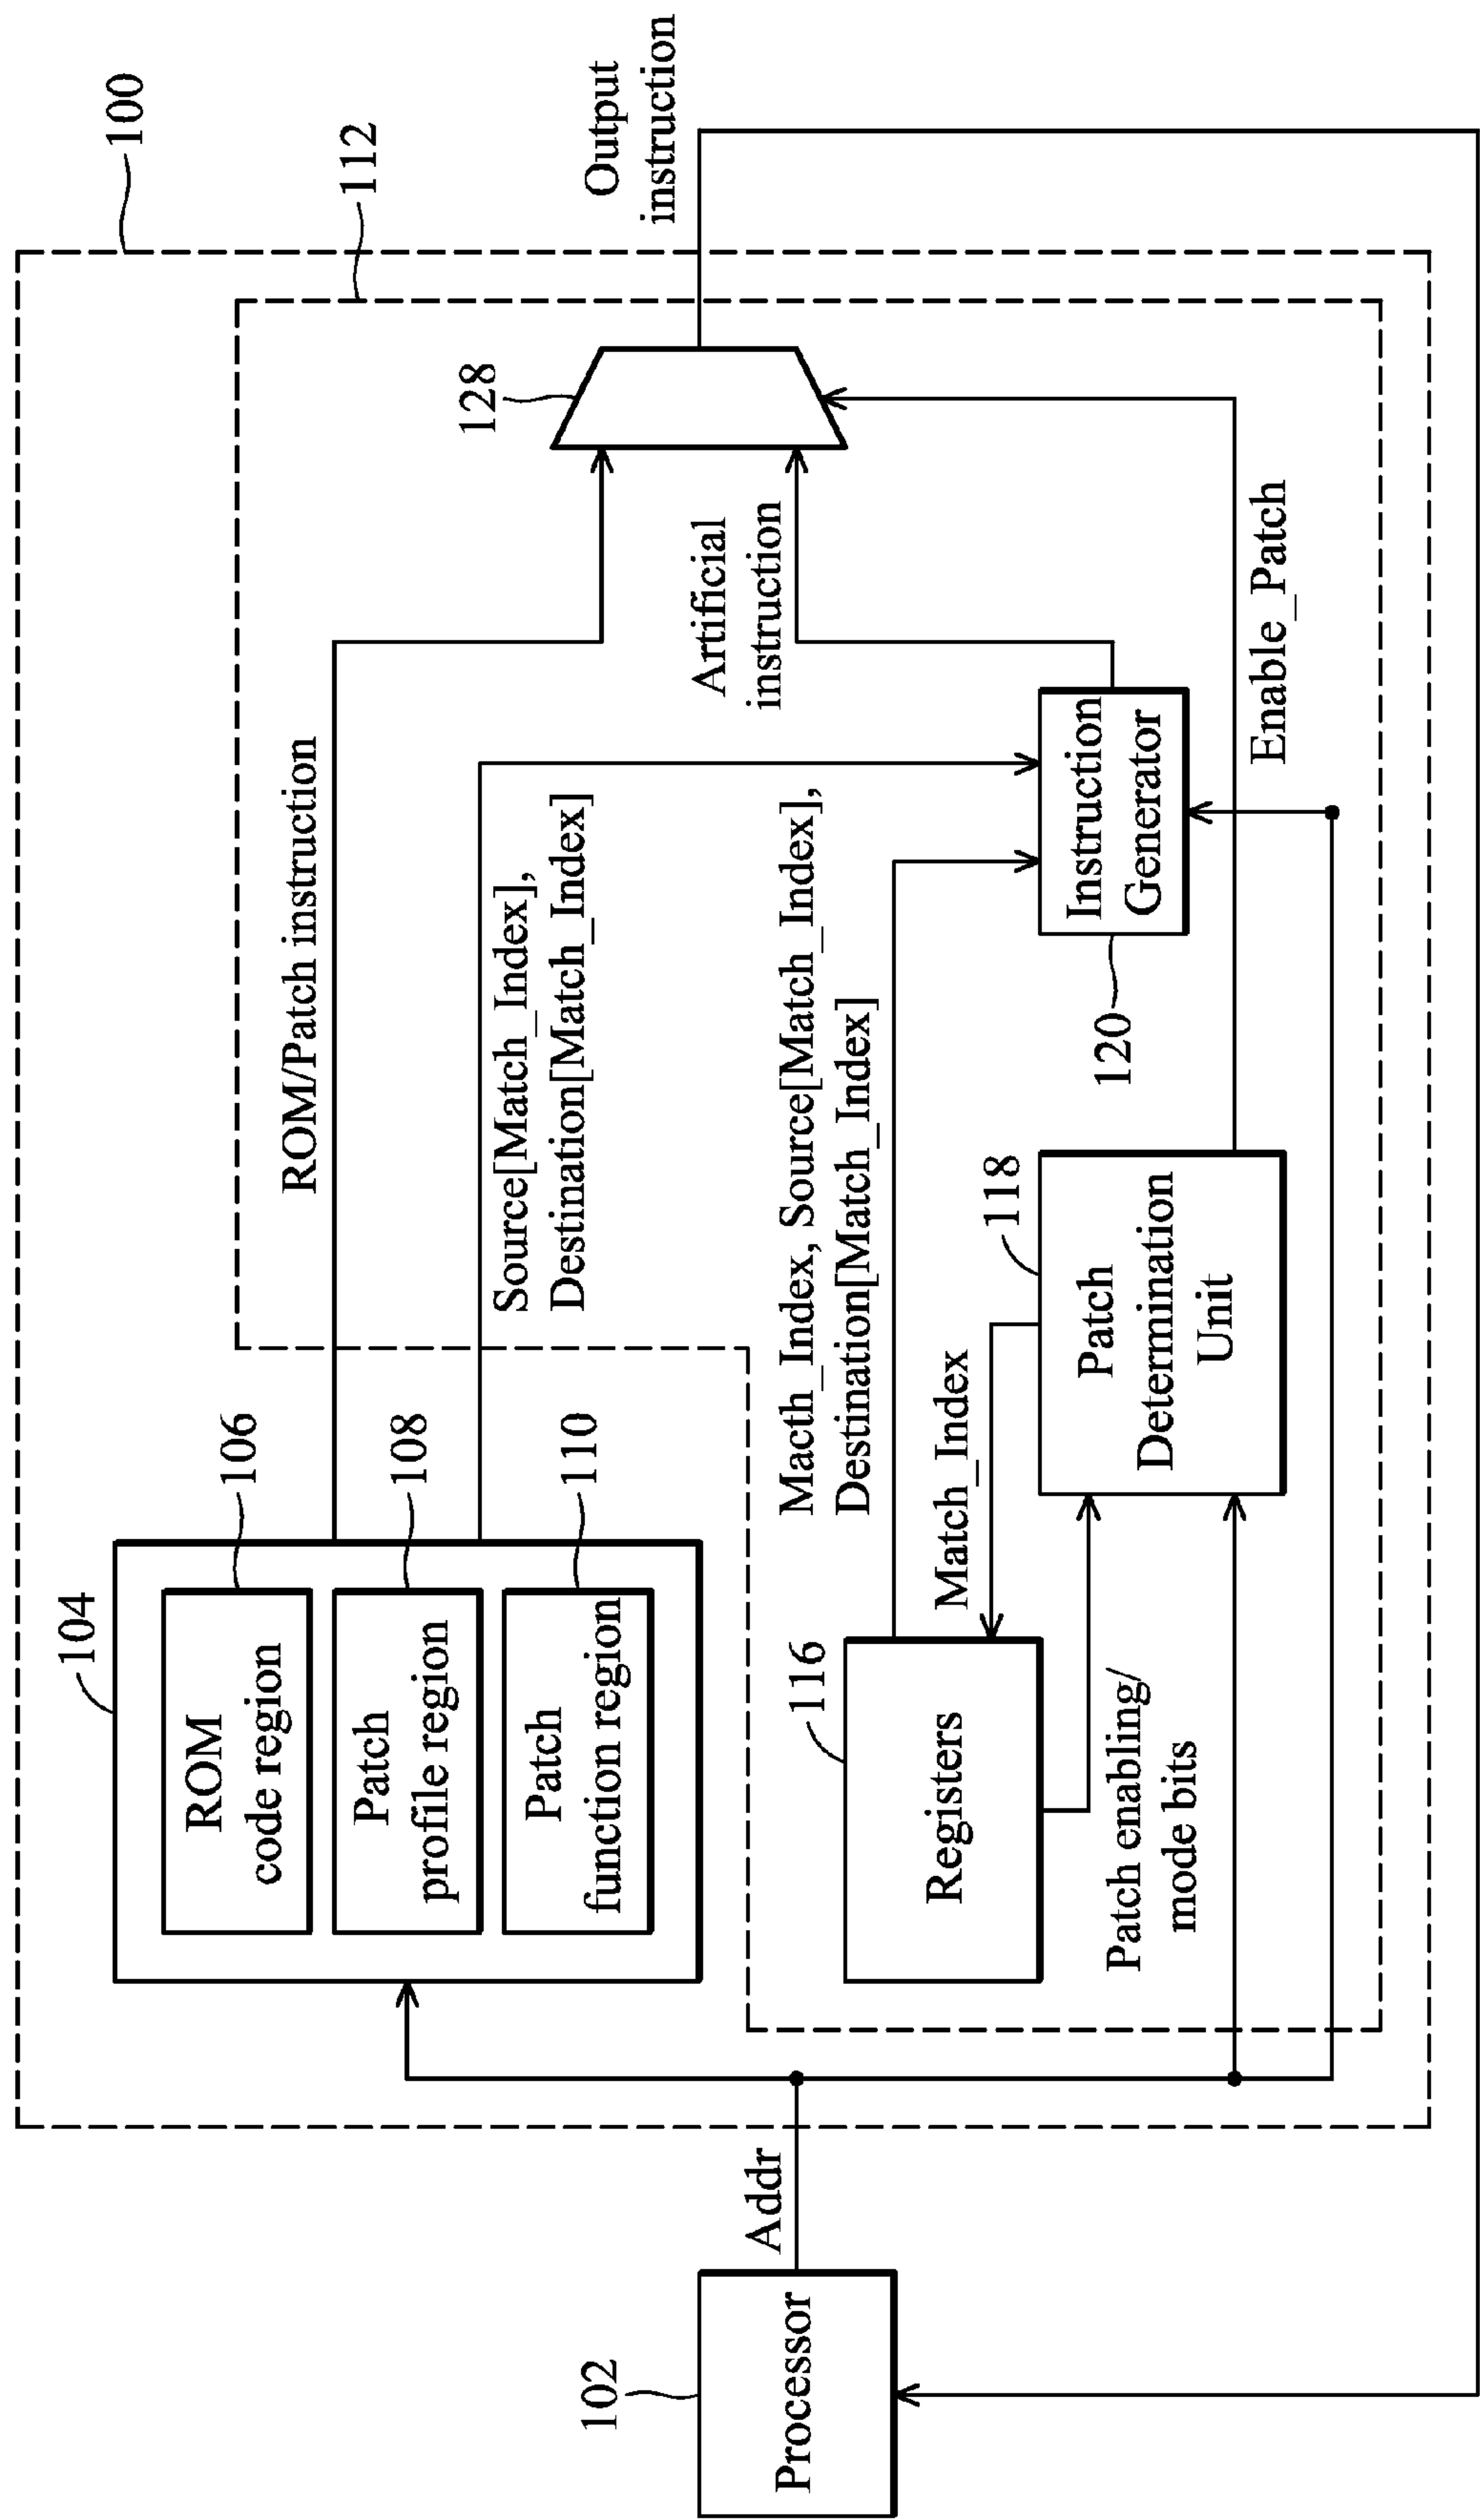 100
112
104
ROM
code region
106
Patch
profile region
108
Patch
function region
110
ROM/Patch instruction
Source[Match_Index],
Destination[Match_Index]
128
Output
instruction
Artificial
instruction
102
Processor
Addr
116
Registers
Match_Index
Macth_Index, Source[Match_Index],
Destination[Match_Index]
Patch enabling/
mode bits
118
Patch
Determination
Unit
120
Instruction
Generator
Enable_Patch